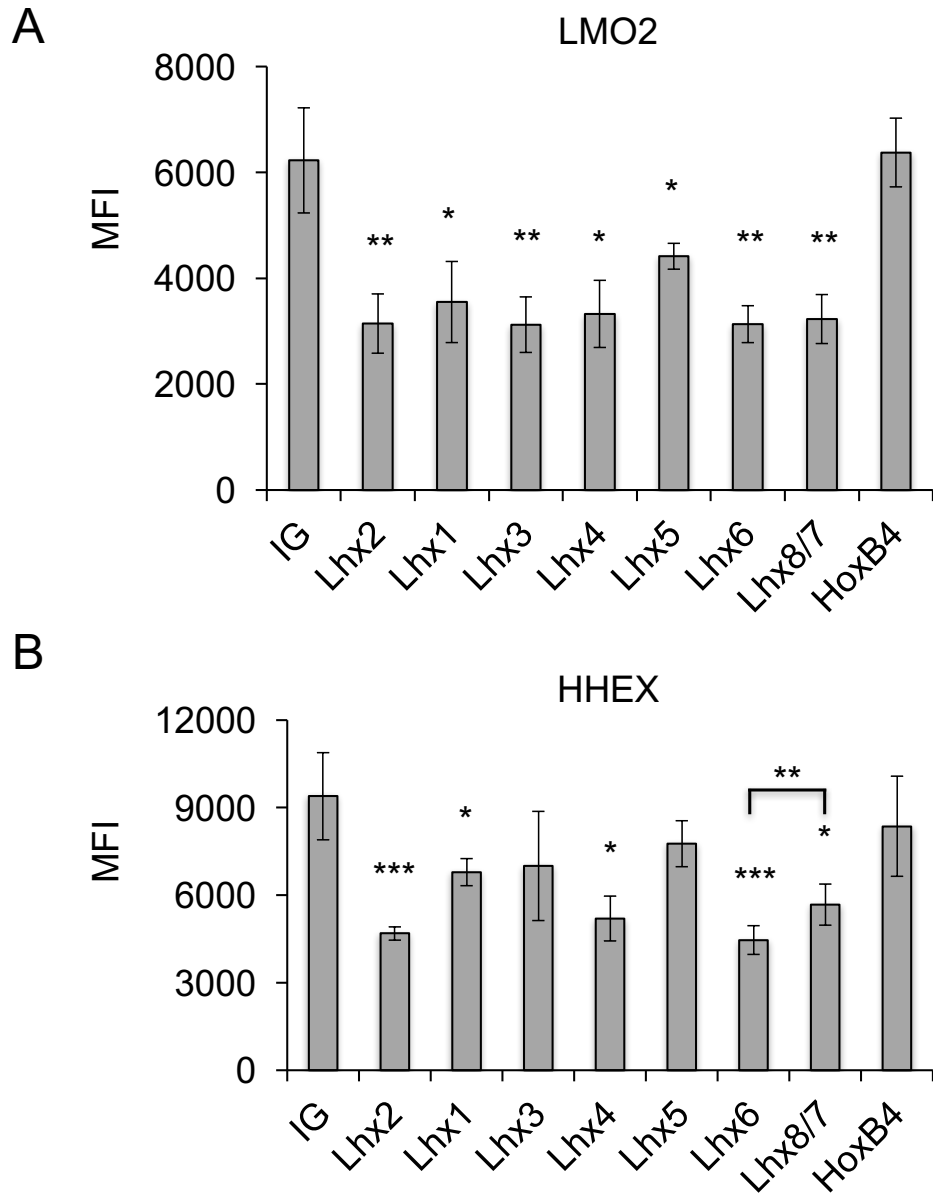 A
LMO2
MFI
8000
6000
4000
2000
0
** * ** * * ** **
IG Lhx2 Lhx1 Lhx3 Lhx4 Lhx5 Lhx6 Lhx8/7 HoxB4
B
HHEX
MFI
12000
9000
6000
3000
0
*** * * *** ** *
IG Lhx2 Lhx1 Lhx3 Lhx4 Lhx5 Lhx6 Lhx8/7 HoxB4